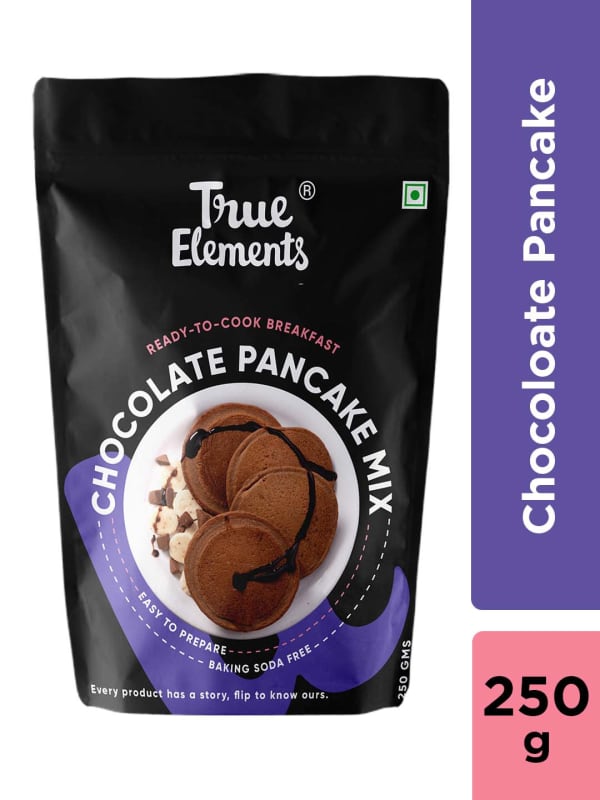 True ®
Elements
READY-TO-COOK BREAKFAST
CHOCOLATE PANCAKE MIX
EASY TO PREPARE
BAKING SODA FREE
Every product has a story, flip to know ours.
250 GMS
Chocoloate Pancake
250
g